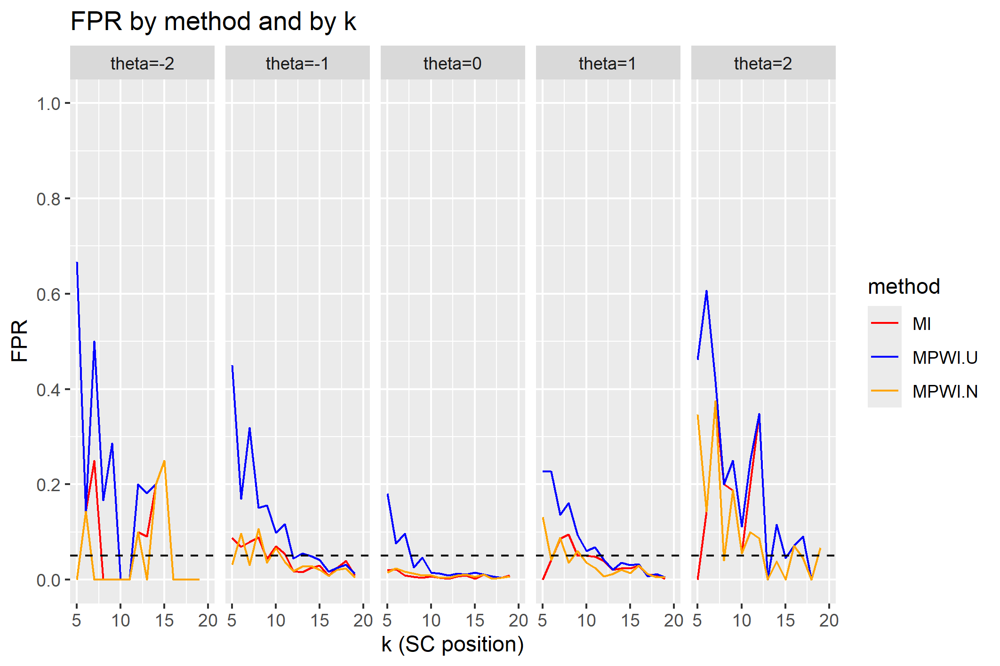 FPR by method and by k
theta=-2 theta=-1 theta=0 theta=1 theta=2
1.0
0.8
0.6
0.4
0.2
0.0
FPR
5 10 15 20 5 10 15 20 5 10 15 20 5 10 15 20 5 10 15 20
k (SC position)
method
MI
MPWI.U
MPWI.N